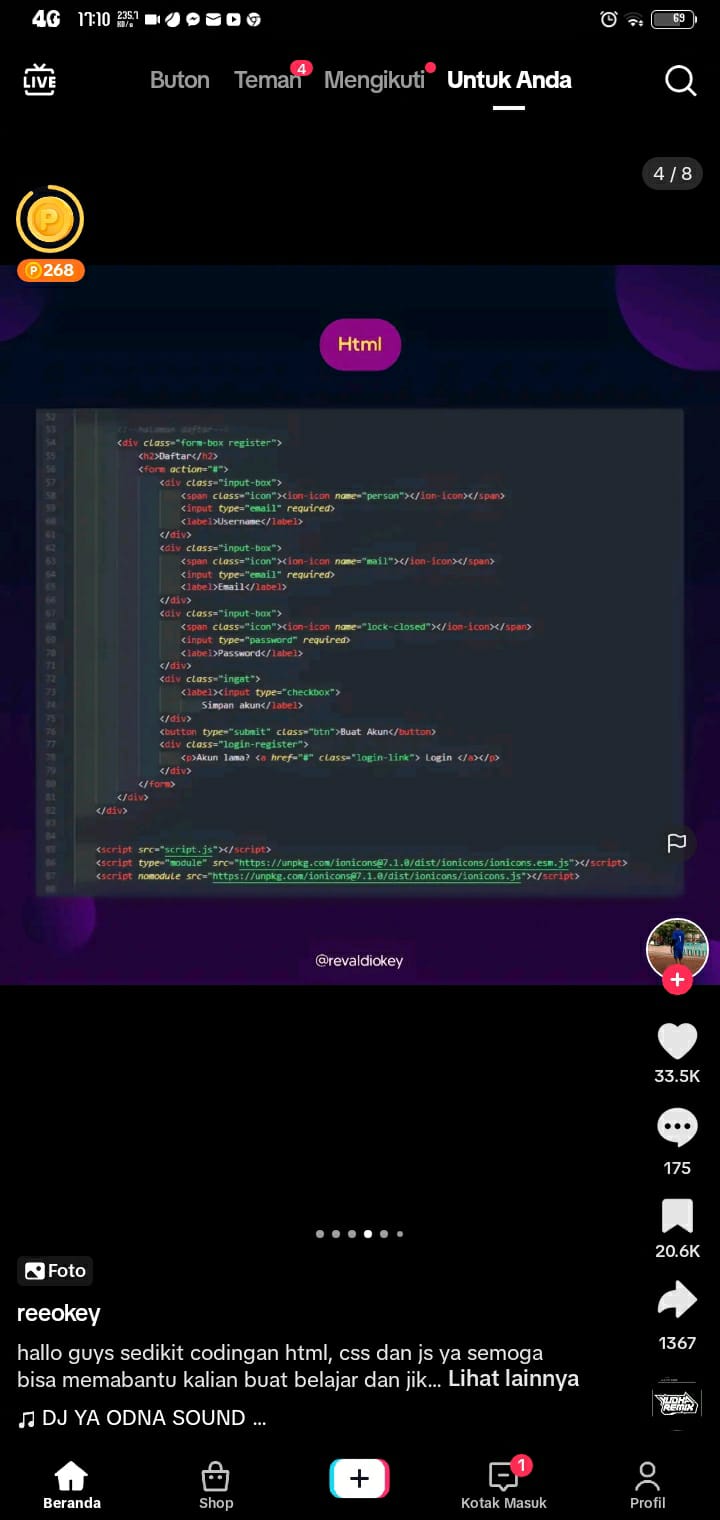 4G 17:10 235.7 KB/s 69
LIVE
Buton Teman 4 Mengikuti Untuk Anda
4 / 8
P
P 268
Html
52
53 <!--halaman daftar-->
54 <div class="form-box register">
55 <h2>Daftar</h2>
56 <form action="#">
57 <div class="input-box">
58 <span class="icon"><ion-icon name="person"></ion-icon></span>
59 <input type="email" required>
60 <label>Username</label>
61 </div>
62 <div class="input-box">
63 <span class="icon"><ion-icon name="mail"></ion-icon></span>
64 <input type="email" required>
65 <label>Email</label>
66 </div>
67 <div class="input-box">
68 <span class="icon"><ion-icon name="lock-closed"></ion-icon></span>
69 <input type="password" required>
70 <label>Password</label>
71 </div>
72 <div class="ingat">
73 <label><input type="checkbox">
74 Simpan akun</label>
75 </div>
76 <button type="submit" class="btn">Buat Akun</button>
77 <div class="login-register">
78 <p>Akun lama? <a href="#" class="login-link"> Login </a></p>
79 </div>
80 </form>
81 </div>
82 </div>
83
84
85 <script src="script.js"></script>
86 <script type="module" src="https://unpkg.com/ionicons@7.1.0/dist/ionicons/ionicons.esm.js"></script>
87 <script nomodule src="https://unpkg.com/ionicons@7.1.0/dist/ionicons/ionicons.js"></script>
88
@revaldiokey
33.5K
175
20.6K
1367
Foto
reeokey
hallo guys sedikit codingan html, css dan js ya semoga
bisa memabantu kalian buat belajar dan jik... Lihat lainnya
DJ YA ODNA SOUND ...
YUDHA
REMIX
1
Beranda Shop Kotak Masuk Profil